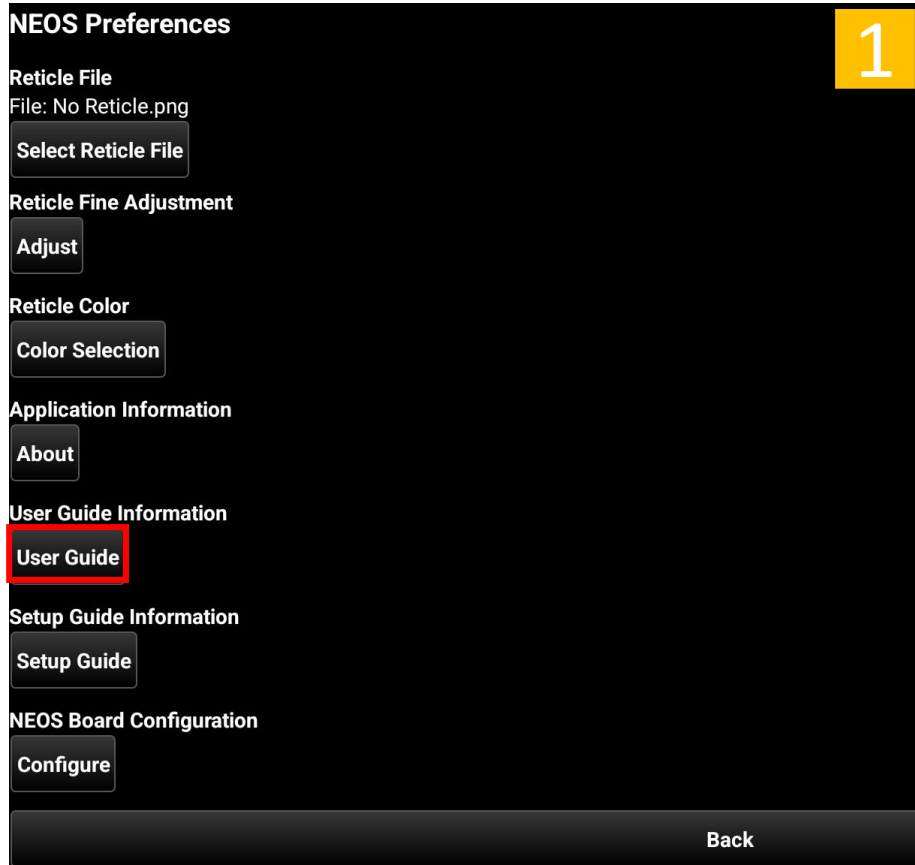 NEOS Preferences
1
Reticle File
File: No Reticle.png
Select Reticle File
Reticle Fine Adjustment
Adjust
Reticle Color
Color Selection
Application Information
About
User Guide Information
User Guide
Setup Guide Information
Setup Guide
NEOS Board Configuration
Configure
Back